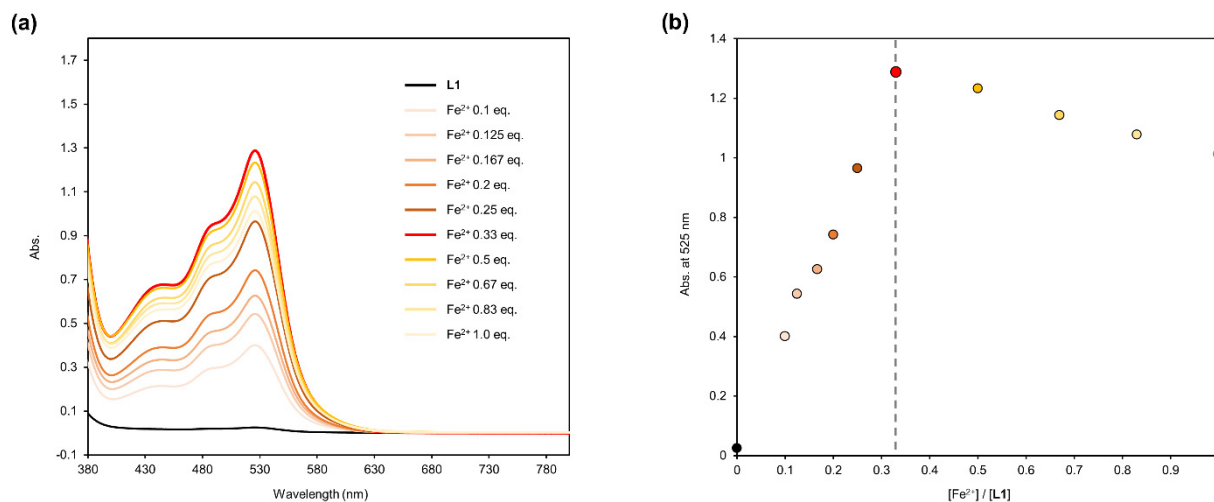 (a)
1.7
1.5
1.3
1.1
0.9
0.7
0.5
0.3
0.1
-0.1
Abs.
380 430 480 530 580 630 680 730 780
Wavelength (nm)
L1
Fe²⁺ 0.1 eq.
Fe²⁺ 0.125 eq.
Fe²⁺ 0.167 eq.
Fe²⁺ 0.2 eq.
Fe²⁺ 0.25 eq.
Fe²⁺ 0.33 eq.
Fe²⁺ 0.5 eq.
Fe²⁺ 0.67 eq.
Fe²⁺ 0.83 eq.
Fe²⁺ 1.0 eq.
(b)
1.4
1.2
1
0.8
0.6
0.4
0.2
0
Abs. at 525 nm
0 0.1 0.2 0.3 0.4 0.5 0.6 0.7 0.8 0.9
[Fe²⁺] / [L1]